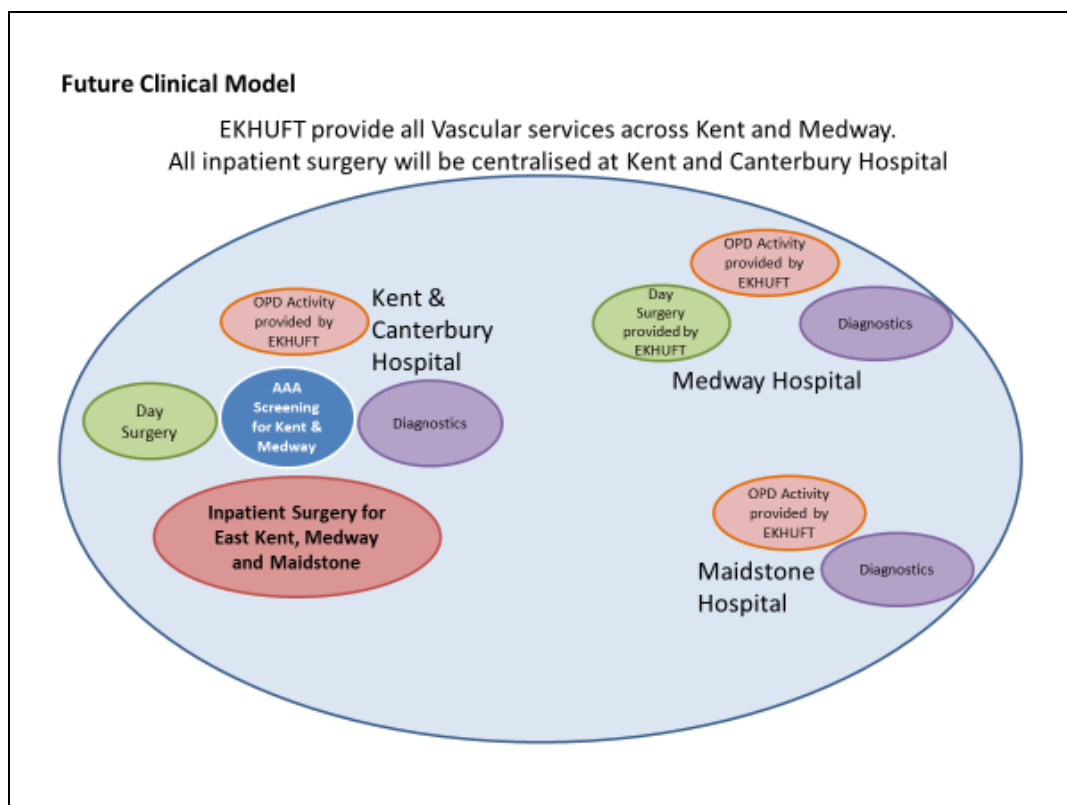 Future Clinical Model
EKHUFT provide all Vascular services across Kent and Medway.
All inpatient surgery will be centralised at Kent and Canterbury Hospital
OPD Activity
provided by
EKHUFT
Kent &
Canterbury
Hospital
AAA
Screening
for Kent &
Medway
Day
Surgery
Diagnostics
Inpatient Surgery for
East Kent, Medway
and Maidstone
OPD Activity
provided by
EKHUFT
Day
Surgery
provided by
EKHUFT
Diagnostics
Medway Hospital
OPD Activity
provided by
EKHUFT
Diagnostics
Maidstone
Hospital